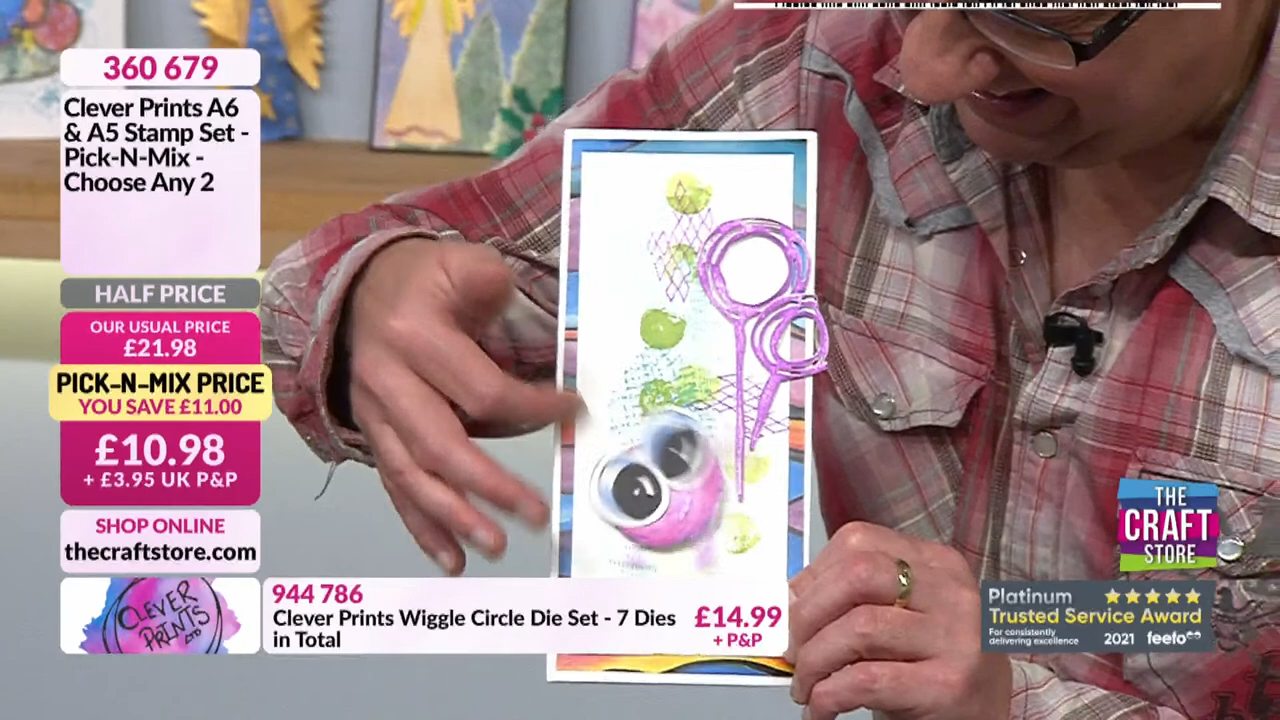 360 679
Clever Prints A6
& A5 Stamp Set -
Pick-N-Mix -
Choose Any 2
HALF PRICE
OUR USUAL PRICE
£21.98
PICK-N-MIX PRICE
YOU SAVE £11.00
£10.98
+ £3.95 UK P&P
SHOP ONLINE
thecraftstore.com
CLEVER
PRINTS
LTD
944 786
Clever Prints Wiggle Circle Die Set - 7 Dies
in Total
£14.99
+ P&P
THE
CRAFT
STORE
Platinum
Trusted Service Award
For consistently
delivering excellence
2021 feefo